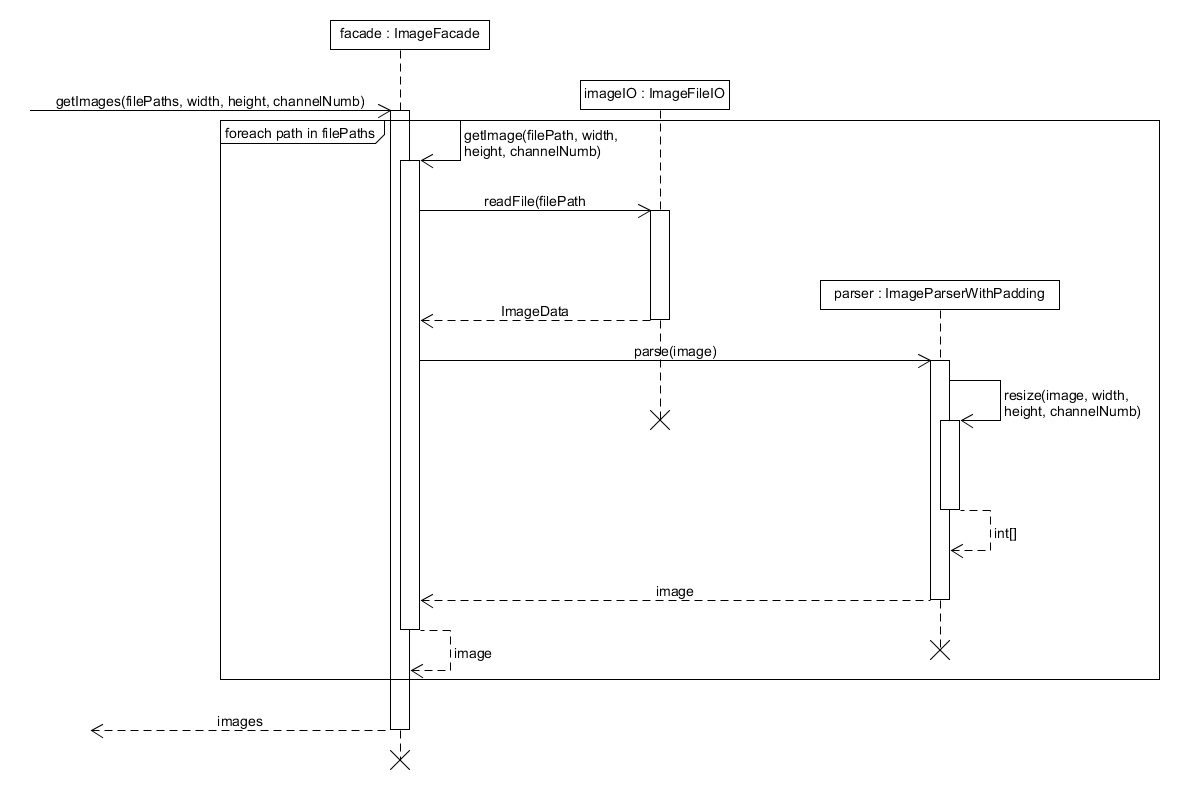 facade : ImageFacade
imageIO : ImageFileIO
getImages(filePaths, width, height, channelNumb)
foreach path in filePaths
getImage(filePath, width,
height, channelNumb)
readFile(filePath
parser : ImageParserWithPadding
ImageData
parse(image)
resize(image, width,
height, channelNumb)
int[]
image
image
images